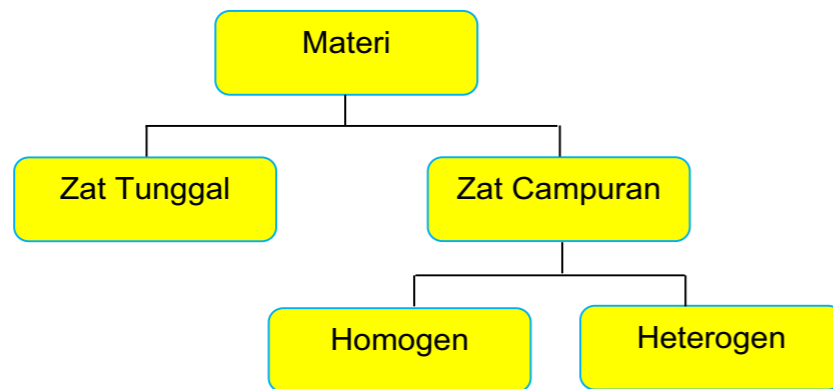 Materi
Zat Tunggal
Zat Campuran
Homogen
Heterogen